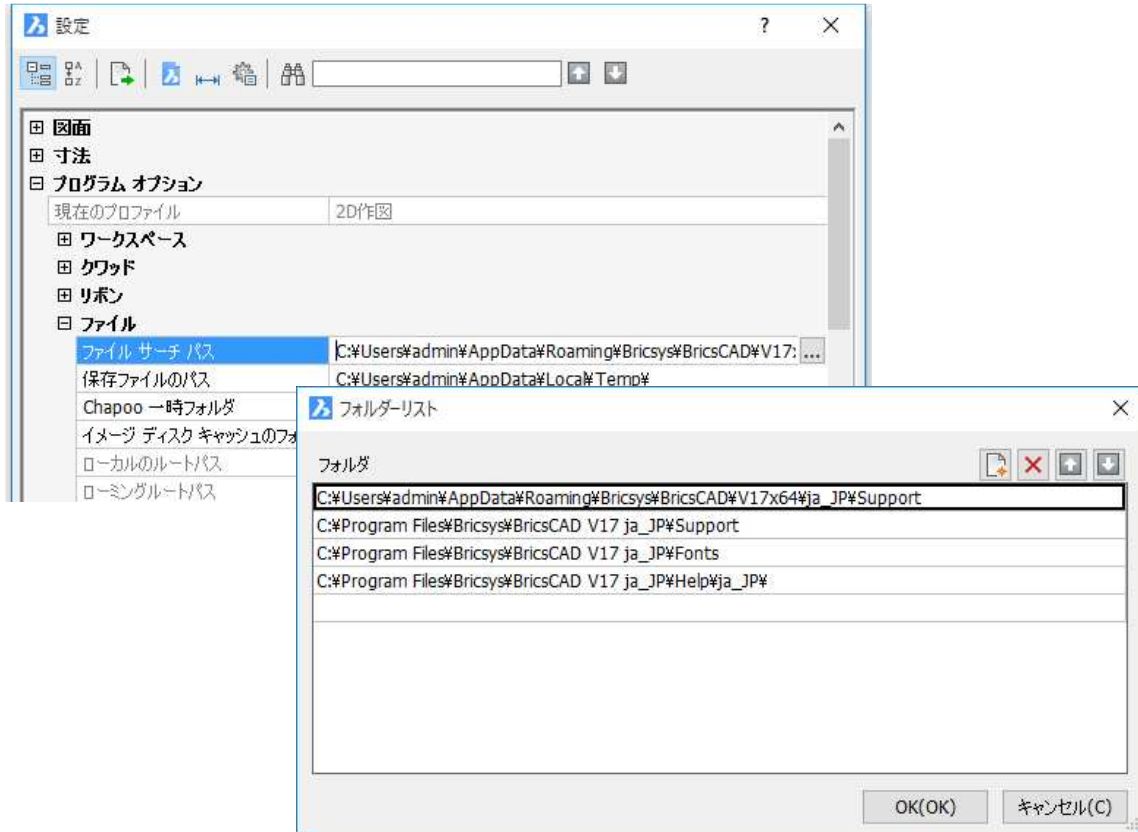 設定
図面
寸法
プログラム オプション
現在のプロファイル 2D作図
ワークスペース
クワッド
リボン
ファイル
ファイル サーチ パス C:¥Users¥admin¥AppData¥Roaming¥Bricsys¥BricsCAD¥V17: ...
保存ファイルのパス C:¥Users¥admin¥AppData¥Local¥Temp¥
Chapoo 一時フォルダ
イメージ ディスク キャッシュのフォ
ローカルのルートパス
ローミングルートパス
フォルダーリスト
フォルダ
C:¥Users¥admin¥AppData¥Roaming¥Bricsys¥BricsCAD¥V17x64¥ja_JP¥Support
C:¥Program Files¥Bricsys¥BricsCAD V17 ja_JP¥Support
C:¥Program Files¥Bricsys¥BricsCAD V17 ja_JP¥Fonts
C:¥Program Files¥Bricsys¥BricsCAD V17 ja_JP¥Help¥ja_JP¥
OK(OK) キャンセル(C)